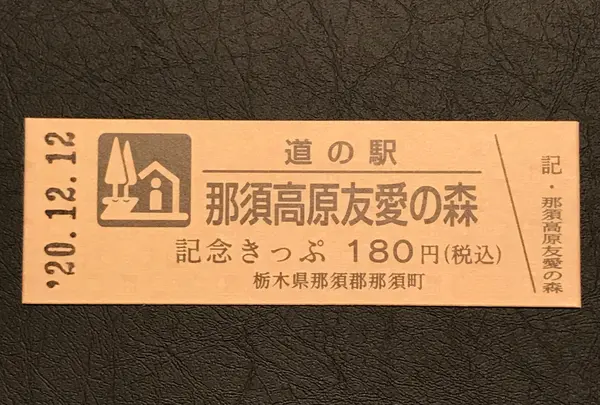 '20.12.12
道の駅
那須高原友愛の森
記念きっぷ 180円(税込)
栃木県那須郡那須町
記・那須高原友愛の森